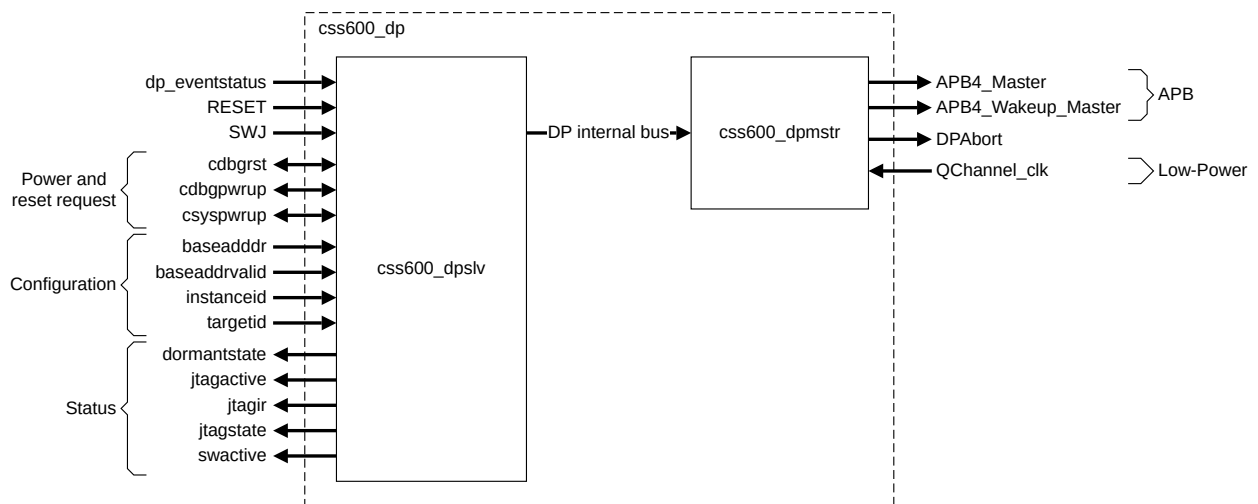 css600_dp
dp_eventstatus
RESET
SWJ
Power and
reset request
cdbgrst
cdbgpwrup
csyspwrup
Configuration
baseadddr
baseaddrvalid
instanceid
targetid
Status
dormantstate
jtagactive
jtagir
jtagstate
swactive
css600_dpslv
DP internal bus
css600_dpmstr
APB4_Master
APB4_Wakeup_Master
APB
DPAbort
QChannel_clk
Low-Power